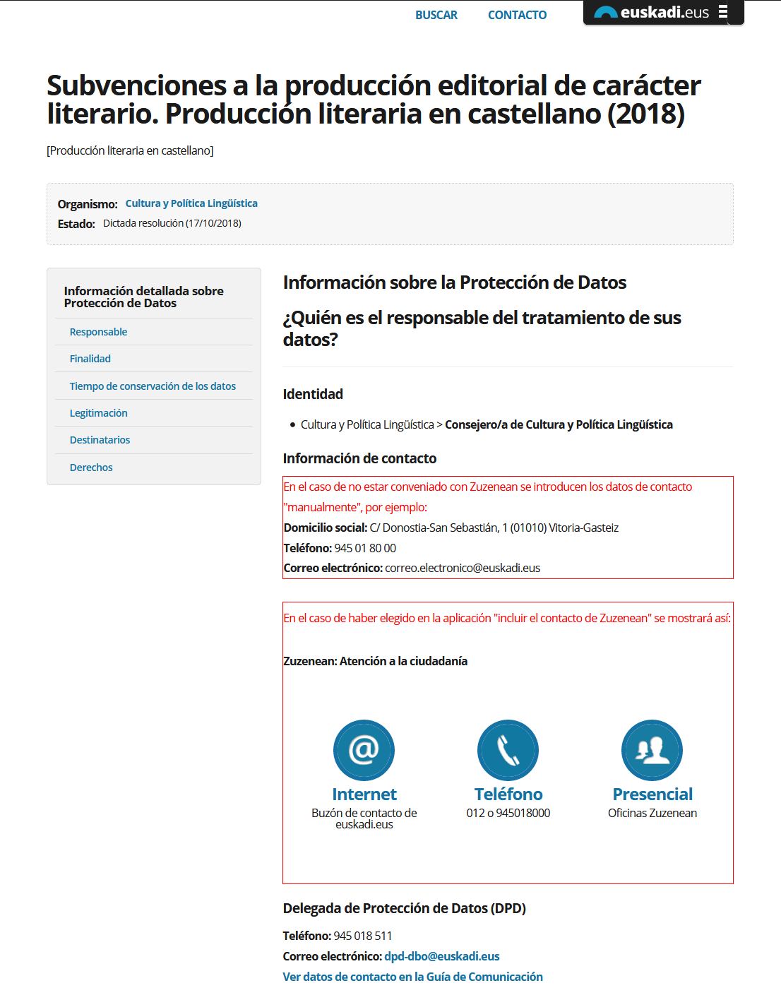 BUSCAR CONTACTO euskadi.eus
Subvenciones a la producción editorial de carácter
literario. Producción literaria en castellano (2018)
[Producción literaria en castellano]
Organismo: Cultura y Política Lingüística
Estado: Dictada resolución (17/10/2018)
Información detallada sobre
Protección de Datos
Responsable
Finalidad
Tiempo de conservación de los datos
Legitimación
Destinatarios
Derechos
Información sobre la Protección de Datos
¿Quién es el responsable del tratamiento de sus
datos?
Identidad
Cultura y Política Lingüística > Consejero/a de Cultura y Política Lingüística
Información de contacto
En el caso de no estar conveniado con Zuzenean se introducen los datos de contacto
"manualmente", por ejemplo:
Domicilio social: C/ Donostia-San Sebastián, 1 (01010) Vitoria-Gasteiz
Teléfono: 945 01 80 00
Correo electrónico: correo.electronico@euskadi.eus
En el caso de haber elegido en la aplicación "incluir el contacto de Zuzenean" se mostrará así:
Zuzenean: Atención a la ciudadanía
Internet
Buzón de contacto de
euskadi.eus
Teléfono
012 o 945018000
Presencial
Oficinas Zuzenean
Delegada de Protección de Datos (DPD)
Teléfono: 945 018 511
Correo electrónico: dpd-dbo@euskadi.eus
Ver datos de contacto en la Guía de Comunicación